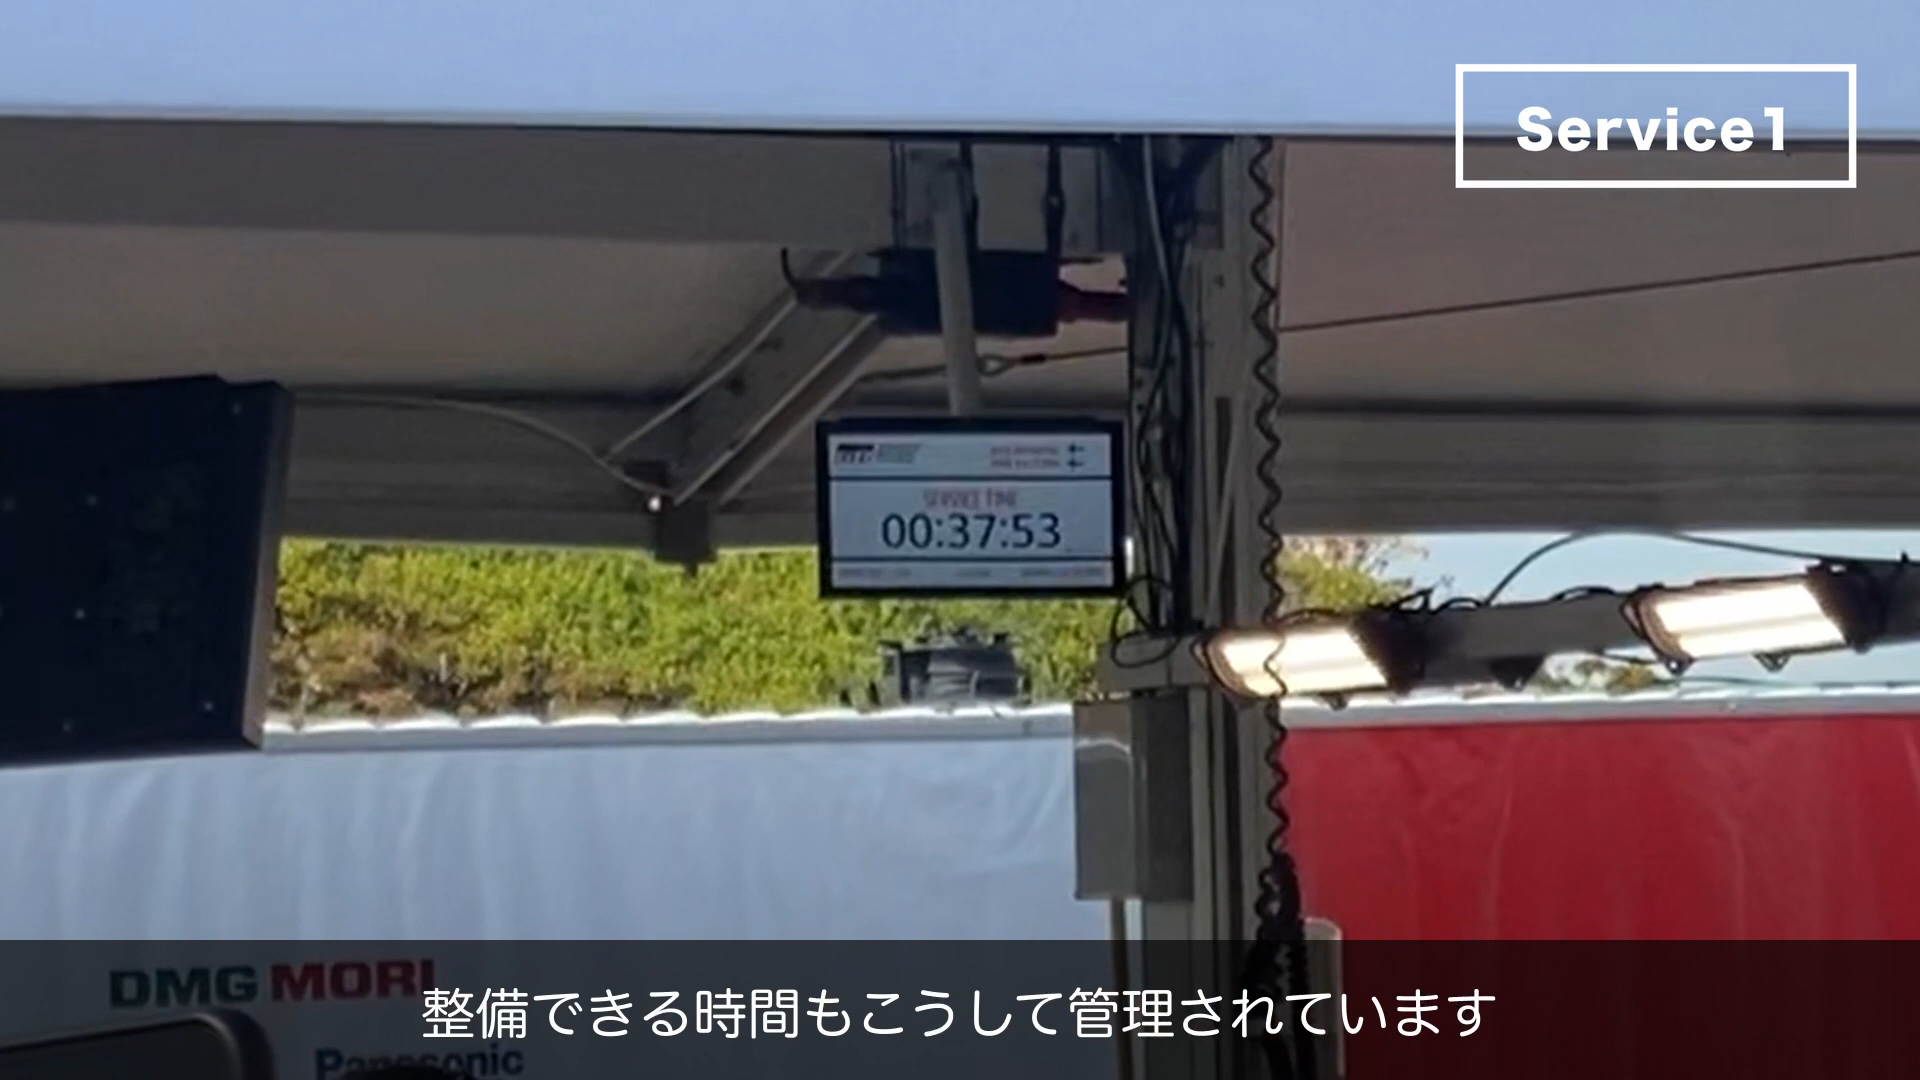 Service1
SERVICE TIME
00:37:53
DMG MORI
整備できる時間もこうして管理されています
Panasonic